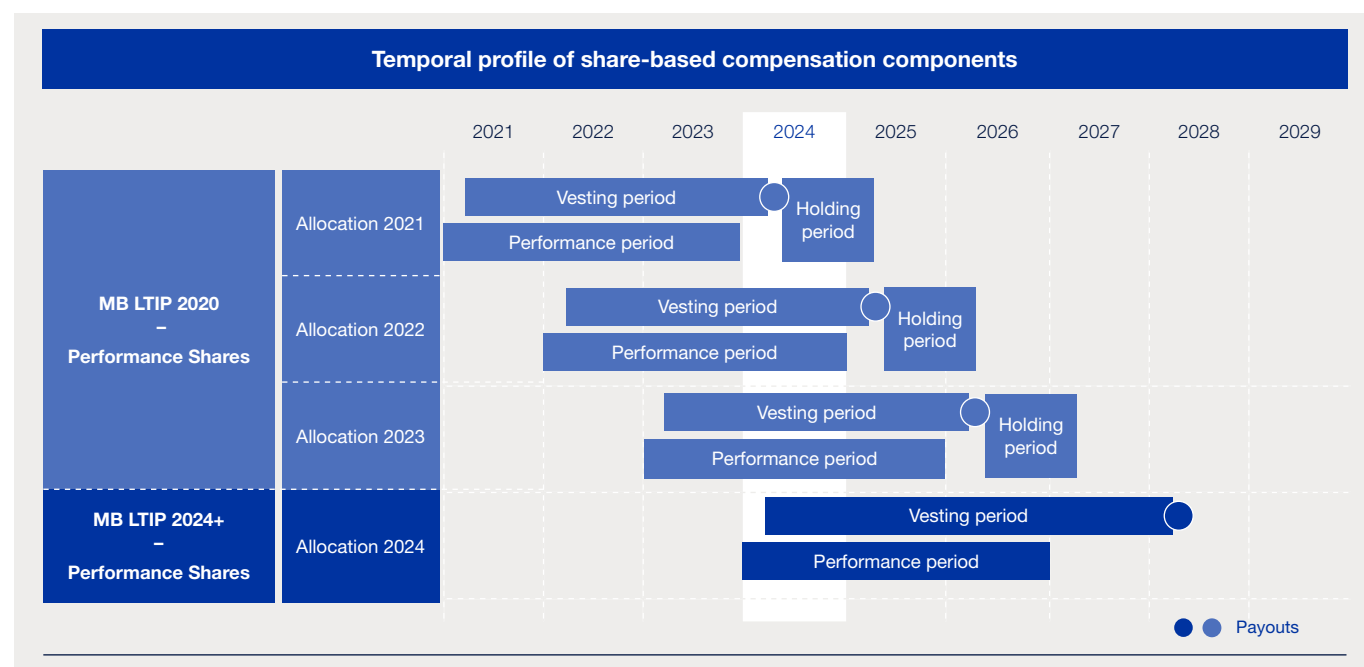 Temporal profile of share-based compensation components
2021 2022 2023 2024 2025 2026 2027 2028 2029
MB LTIP 2020
–
Performance Shares
Allocation 2021
Vesting period
Performance period
Holding
period
Allocation 2022
Vesting period
Performance period
Holding
period
Allocation 2023
Vesting period
Performance period
Holding
period
MB LTIP 2024+
–
Performance Shares
Allocation 2024
Vesting period
Performance period
Payouts